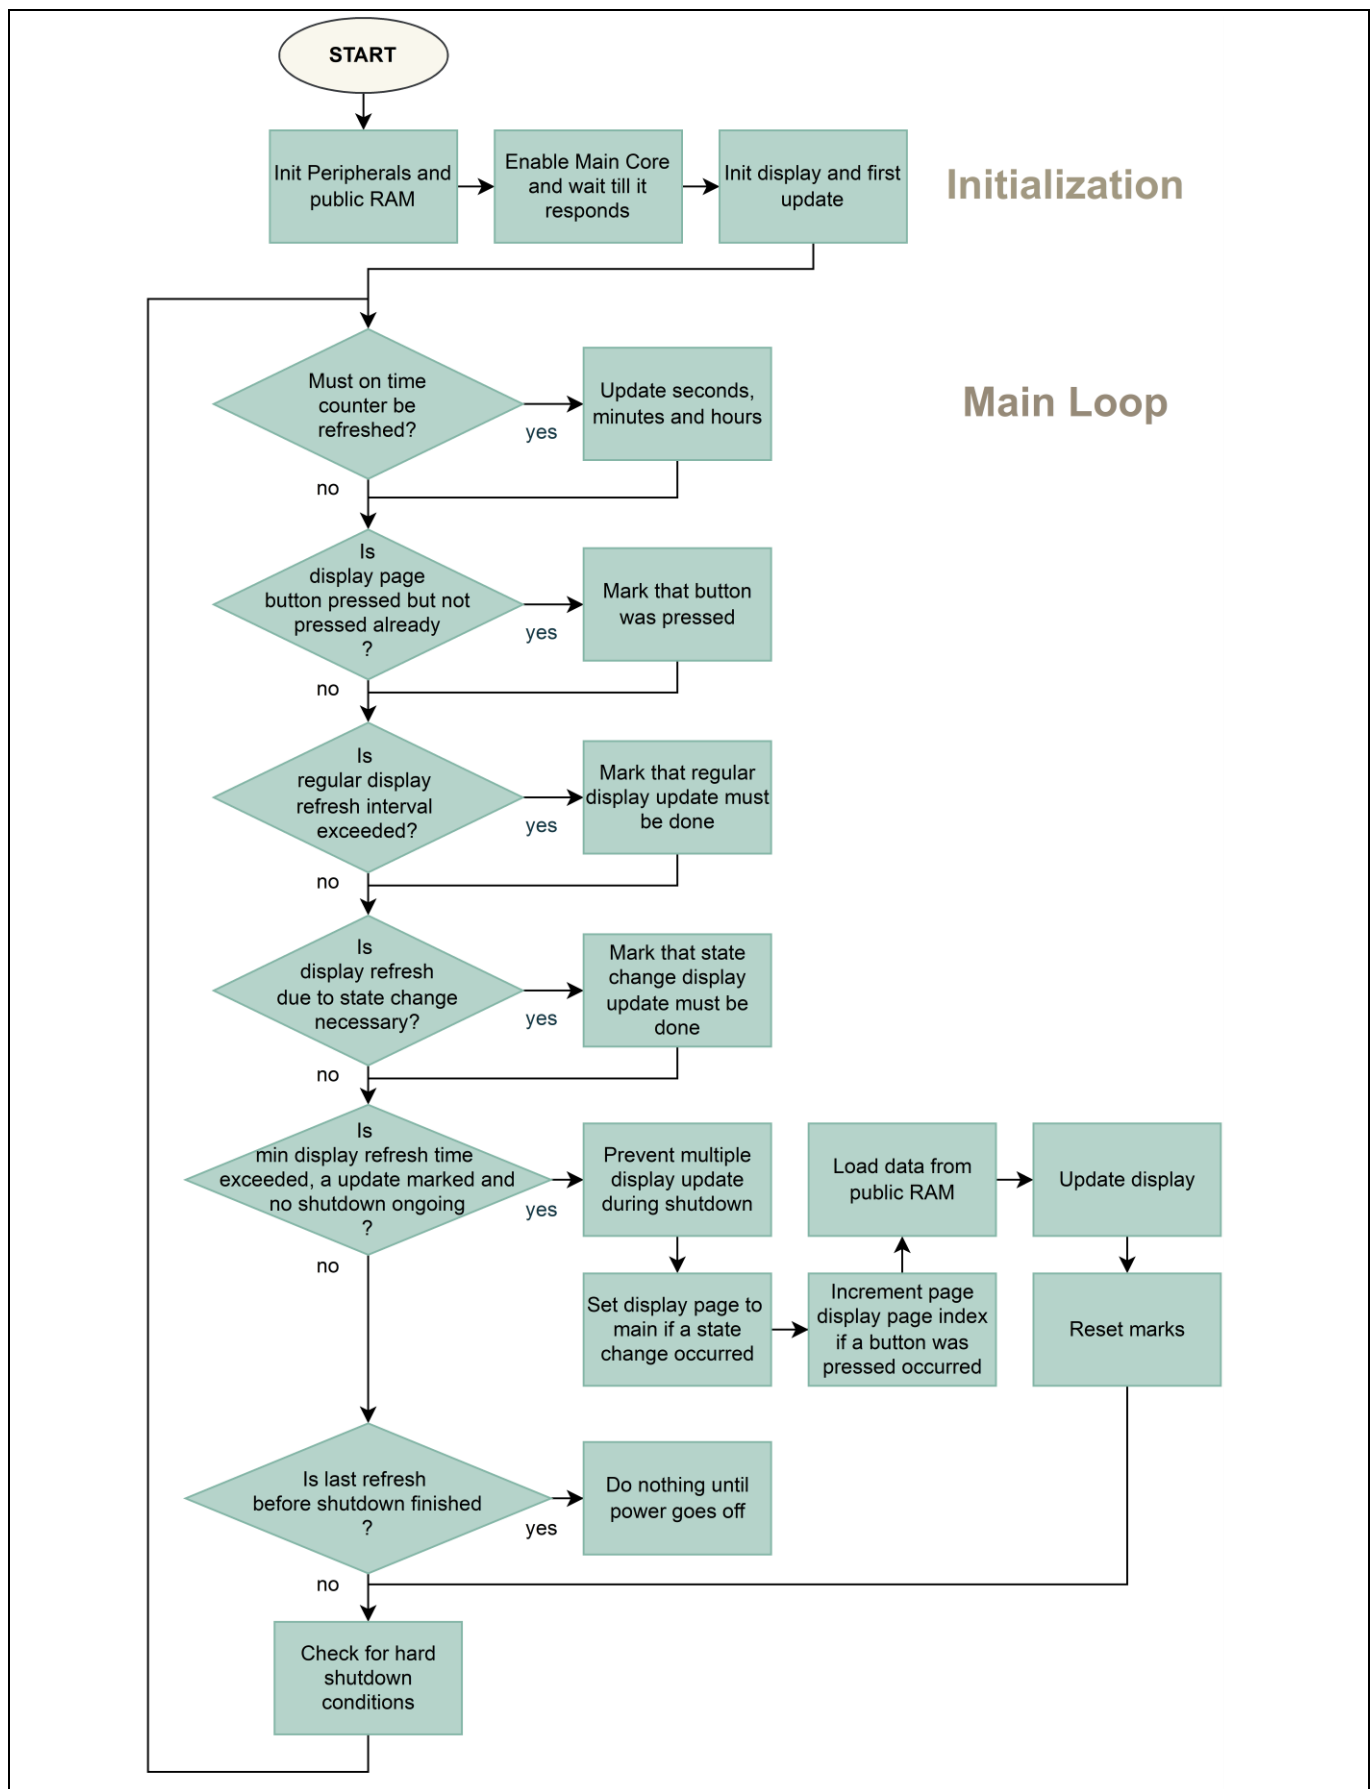 START
Init Peripherals and
public RAM
Enable Main Core
and wait till it
responds
Init display and first
update
Initialization
Must on time
counter be
refreshed?
yes
Update seconds,
minutes and hours
Main Loop
no
Is
display page
button pressed but not
pressed already
?
yes
Mark that button
was pressed
no
Is
regular display
refresh interval
exceeded?
yes
Mark that regular
display update must
be done
no
Is
display refresh
due to state change
necessary?
yes
Mark that state
change display
update must be
done
no
Is
min display refresh time
exceeded, a update marked and
no shutdown ongoing
?
yes
Prevent multiple
display update
during shutdown
Set display page to
main if a state
change occurred
Increment page
display page index
if a button was
pressed occurred
Load data from
public RAM
Update display
Reset marks
no
Is last refresh
before shutdown finished
?
yes
Do nothing until
power goes off
no
Check for hard
shutdown
conditions